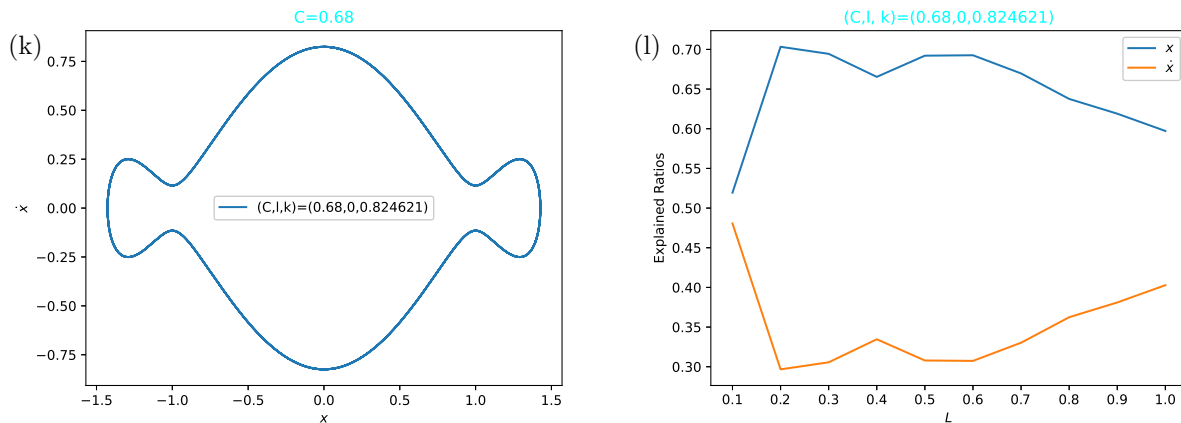 (k)
C=0.68
0.75
0.50
0.25
0.00
−0.25
−0.50
−0.75
ẋ
(C,l,k)=(0.68,0,0.824621)
−1.5 −1.0 −0.5 0.0 0.5 1.0 1.5
x
(l)
(C,l, k)=(0.68,0,0.824621)
0.70
0.65
0.60
0.55
0.50
0.45
0.40
0.35
0.30
Explained Ratios
x
ẋ
0.1 0.2 0.3 0.4 0.5 0.6 0.7 0.8 0.9 1.0
L